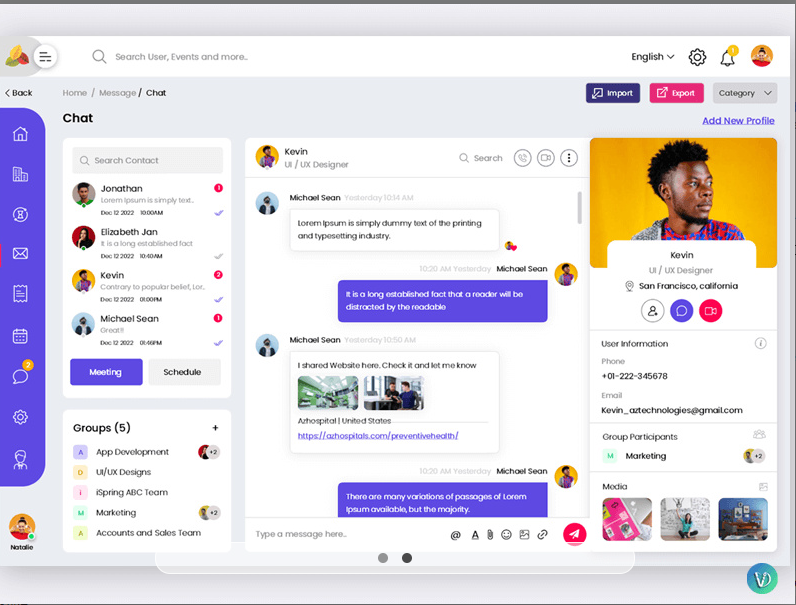 Search User, Events and more..
English
1
Back
Home / Message / Chat
Import
Export
Category
Chat
Add New Profile
Search Contact
Jonathan
1
Lorem Ipsum is simply text..
Dec 12 2022 10:00AM
Elizabeth Jan
It is a long established fact
Dec 12 2022 10:40AM
Kevin
2
Contrary to popular belief, Lor..
Dec 12 2022 01:00PM
Michael Sean
1
Great!!
Dec 12 2022 01:46PM
Meeting
Schedule
2
Groups (5)
+
A App Development +2
D UI/UX Designs
i iSpring ABC Team
M Marketing +2
A Accounts and Sales Team
Natalie
Kevin
UI / UX Designer
Search
Michael Sean Yesterday 10:14 AM
Lorem Ipsum is simply dummy text of the printing
and typesetting industry.
10:20 AM Yesterday Michael Sean
It is a long established fact that a reader will be
distracted by the readable
Michael Sean Yesterday 10:50 AM
I shared Website here. Check it and let me know
Azhospital | United States
https://azhospitals.com/preventivehealth/
10:20 AM Yesterday Michael Sean
There are many variations of passages of Lorem
Ipsum available, but the majority.
Type a message here..
@ A
Kevin
UI / UX Designer
San Francisco, california
User Information
Phone
+01-222-345678
Email
Kevin_aztechnologies@gmail.com
Group Participants
M Marketing +2
Media